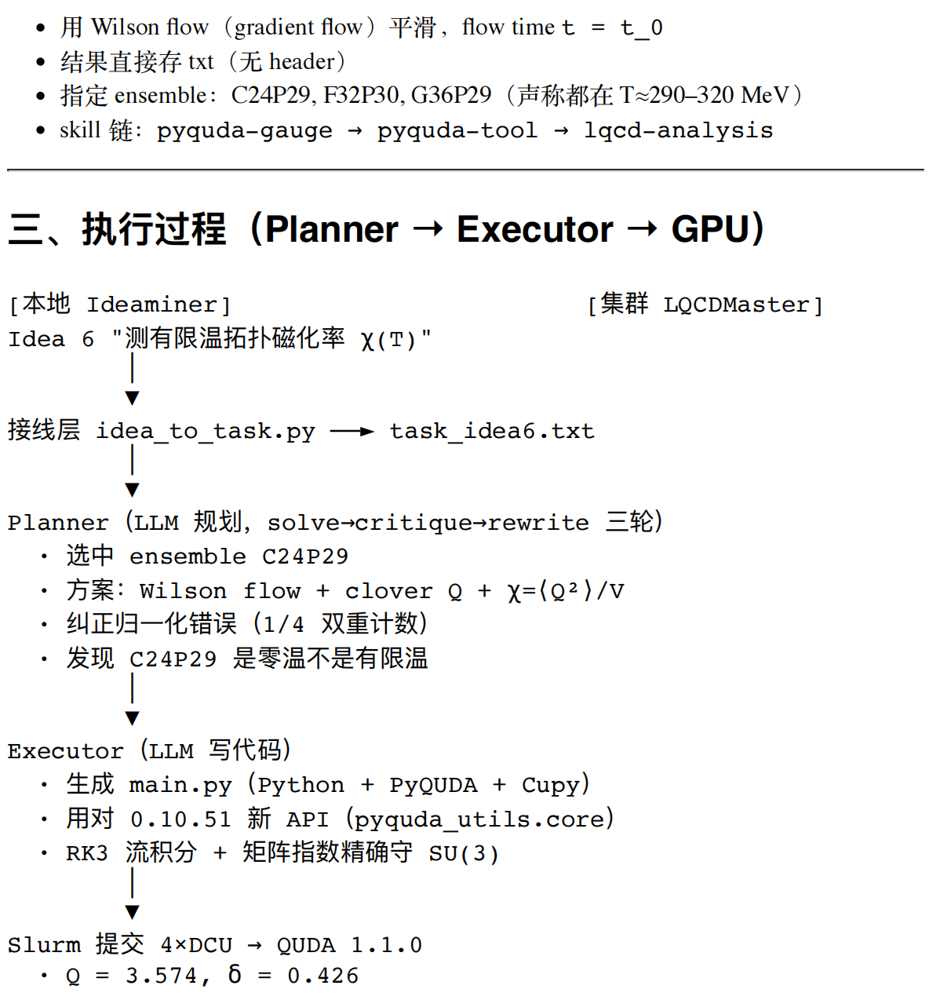 • 用 Wilson flow（gradient flow）平滑，flow time t = t_0
• 结果直接存 txt（无 header）
• 指定 ensemble：C24P29, F32P30, G36P29（声称都在 T≈290–320 MeV）
• skill 链：pyquda-gauge → pyquda-tool → lqcd-analysis
三、执行过程（Planner → Executor → GPU）
[本地 Ideaminer] [集群 LQCDMaster]
Idea 6 "测有限温拓扑磁化率 χ(T)"
│
▼
接线层 idea_to_task.py ──► task_idea6.txt
│
▼
Planner（LLM 规划，solve→critique→rewrite 三轮）
· 选中 ensemble C24P29
· 方案：Wilson flow + clover Q + χ=⟨Q²⟩/V
· 纠正归一化错误（1/4 双重计数）
· 发现 C24P29 是零温不是有限温
│
▼
Executor（LLM 写代码）
· 生成 main.py（Python + PyQUDA + Cupy）
· 用对 0.10.51 新 API（pyquda_utils.core）
· RK3 流积分 + 矩阵指数精确守 SU(3)
│
▼
Slurm 提交 4×DCU → QUDA 1.1.0
· Q = 3.574, δ = 0.426